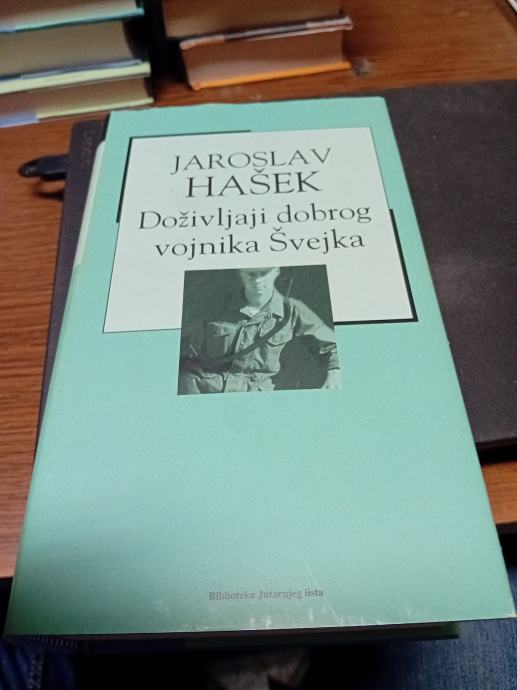 JAROSLAV
HAŠEK
Doživljaji dobrog
vojnika Švejka
Biblioteka Jutarnjeg lista